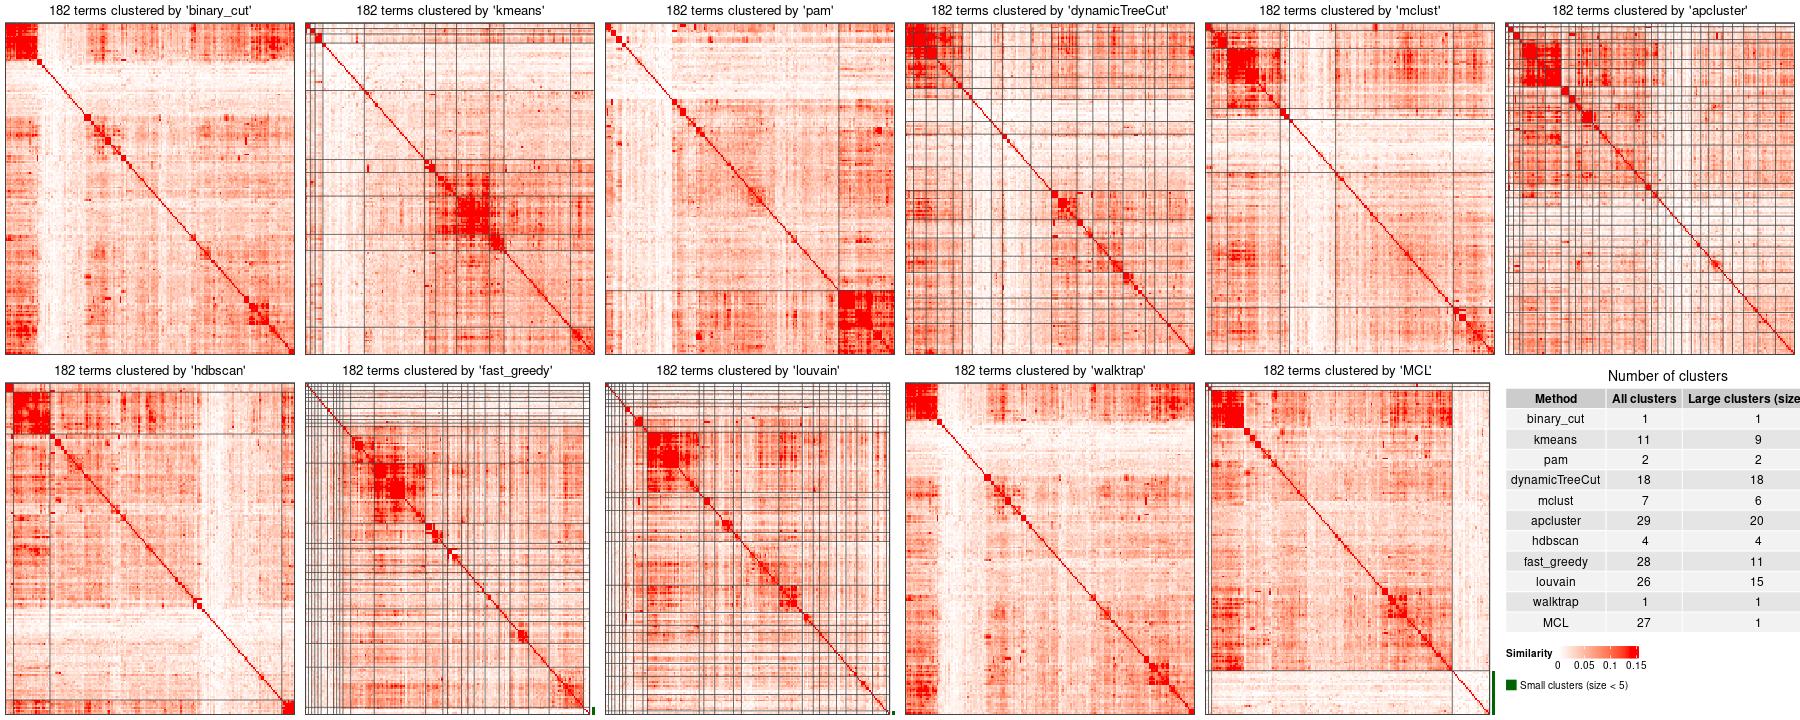 182 terms clustered by 'binary_cut'
182 terms clustered by 'kmeans'
182 terms clustered by 'pam'
182 terms clustered by 'dynamicTreeCut'
182 terms clustered by 'mclust'
182 terms clustered by 'apcluster'
182 terms clustered by 'hdbscan'
182 terms clustered by 'fast_greedy'
182 terms clustered by 'louvain'
182 terms clustered by 'walktrap'
182 terms clustered by 'MCL'
Number of clusters
Method All clusters Large clusters (size
binary_cut 1 1
kmeans 11 9
pam 2 2
dynamicTreeCut 18 18
mclust 7 6
apcluster 29 20
hdbscan 4 4
fast_greedy 28 11
louvain 26 15
walktrap 1 1
MCL 27 1
Similarity
0 0.05 0.1 0.15
Small clusters (size < 5)